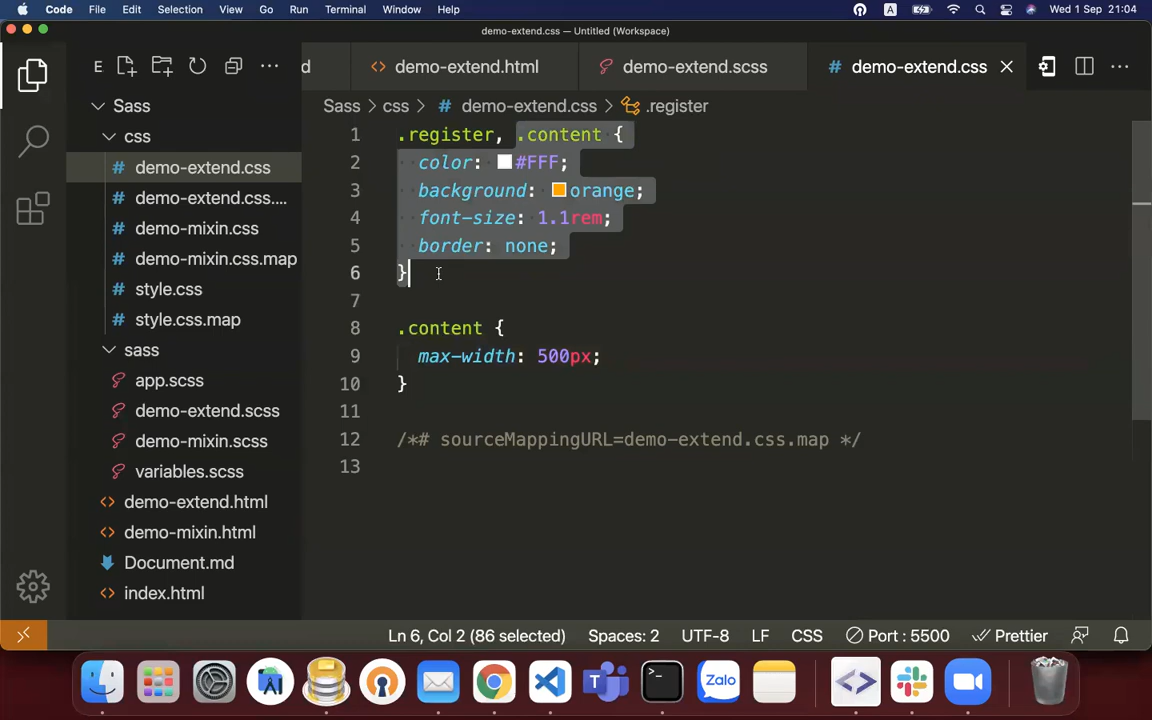 Code File Edit Selection View Go Run Terminal Window Help A Wed 1 Sep 21:04
demo-extend.css — Untitled (Workspace)
E
d
demo-extend.html
demo-extend.scss
# demo-extend.css
Sass
css
# demo-extend.css
# demo-extend.css....
# demo-mixin.css
# demo-mixin.css.map
# style.css
# style.css.map
sass
app.scss
demo-extend.scss
demo-mixin.scss
variables.scss
demo-extend.html
demo-mixin.html
Document.md
index.html
Sass > css > # demo-extend.css > .register
1 .register, .content {
2 color: #FFF;
3 background: orange;
4 font-size: 1.1rem;
5 border: none;
6 }
7
8 .content {
9 max-width: 500px;
10 }
11
12 /*# sourceMappingURL=demo-extend.css.map */
13
Ln 6, Col 2 (86 selected) Spaces: 2 UTF-8 LF CSS Port : 5500 Prettier
Zalo